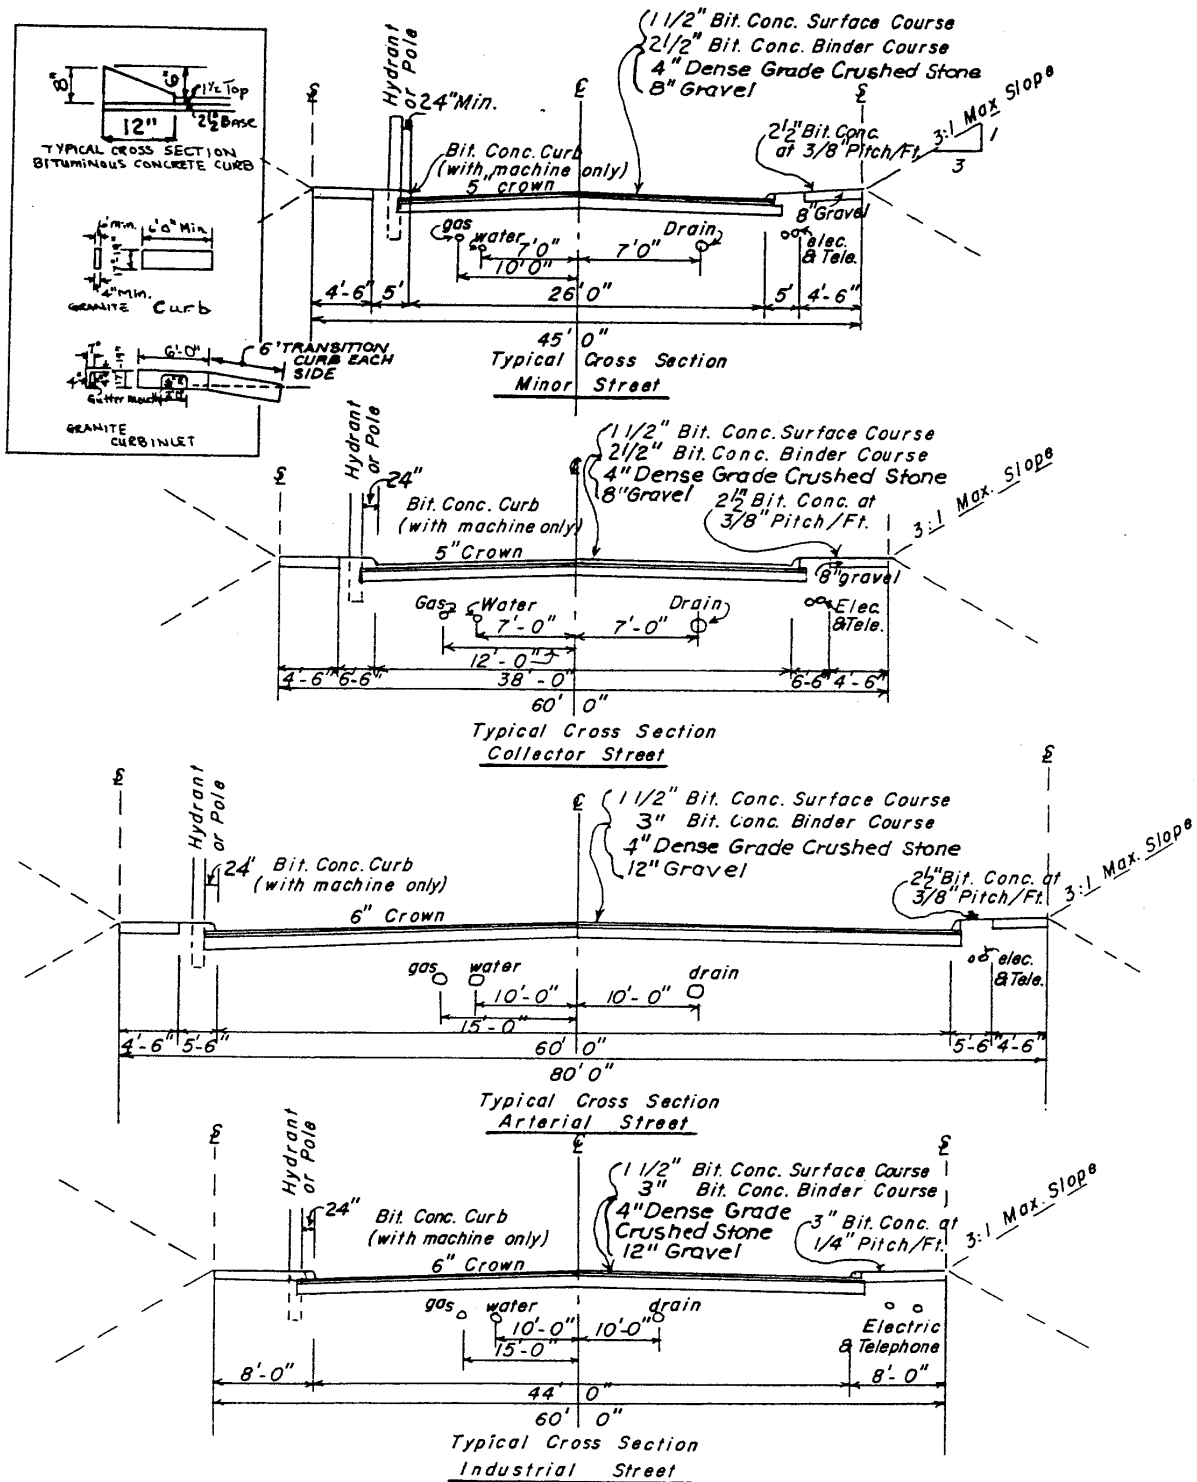 8"
6"
1½ Top
2½" BASE
12"
TYPICAL CROSS SECTION
BITUMINOUS CONCRETE CURB
6' 0" Min.
17"-19"
4" Min.
GRANITE Curb
7"
6'-0"
6' TRANSITION
CURB EACH
SIDE
4"
17"-19"
Gutter mouth
GRANITE
CURB INLET
Hydrant
or Pole
24" Min.
1 1/2" Bit. Conc. Surface Course
2 1/2" Bit. Conc. Binder Course
4" Dense Grade Crushed Stone
8" Gravel
Bit. Conc. Curb
(with machine only)
5" crown
2½" Bit. Conc.
at 3/8" Pitch/Ft.
3:1 Max Slope
1
3
8" Gravel
gas
water
Drain
elec.
& Tele.
7' 0"
7' 0"
10' 0"
4'-6"
5'
26' 0"
5'
4'-6"
45' 0"
Typical Cross Section
Minor Street
Hydrant
or Pole
24"
1 1/2" Bit. Conc. Surface Course
2 1/2" Bit. Conc. Binder Course
4" Dense Grade Crushed Stone
8" Gravel
Bit. Conc. Curb
(with machine only)
5" Crown
2½" Bit. Conc. at
3/8" Pitch/Ft.
3:1 Max. Slope
8" gravel
Gas
Water
Drain
Elec.
& Tele.
7'-0"
7'-0"
12'-0"
4'-6"
6-6"
38'-0"
6-6"
4'-6"
60' 0"
Typical Cross Section
Collector Street
Hydrant
or Pole
24"
Bit. Conc. Curb
(with machine only)
1 1/2" Bit. Conc. Surface Course
3" Bit. Conc. Binder Course
4" Dense Grade Crushed Stone
12" Gravel
6" Crown
2½" Bit. Conc. at
3/8" Pitch/Ft.
3:1 Max. Slope
gas
water
drain
elec.
& Tele.
10'-0"
10'-0"
15'-0"
4'-6"
5'-6"
60' 0"
5'-6"
4'-6"
80' 0"
Typical Cross Section
Arterial Street
Hydrant
or Pole
24"
Bit. Conc. Curb
(with machine only)
1 1/2" Bit. Conc. Surface Course
3" Bit. Conc. Binder Course
4" Dense Grade
Crushed Stone
12" Gravel
6" Crown
3" Bit. Conc. at
1/4" Pitch/Ft.
3:1 Max. Slope
gas
water
drain
Electric
& Telephone
10'-0"
10'-0"
15'-0"
8'-0"
44' 0"
8'-0"
60' 0"
Typical Cross Section
Industrial Street